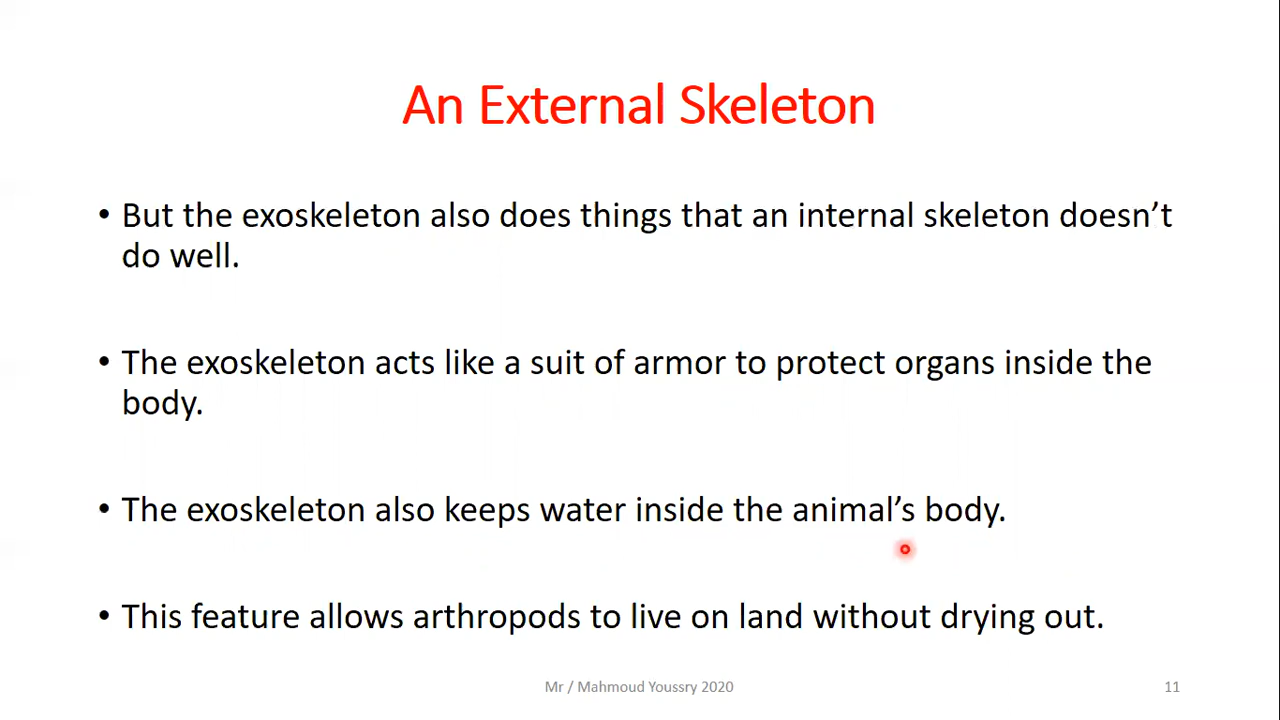 An External Skeleton
• But the exoskeleton also does things that an internal skeleton doesn’t
do well.
• The exoskeleton acts like a suit of armor to protect organs inside the
body.
• The exoskeleton also keeps water inside the animal’s body.
• This feature allows arthropods to live on land without drying out.
Mr / Mahmoud Youssry 2020
11